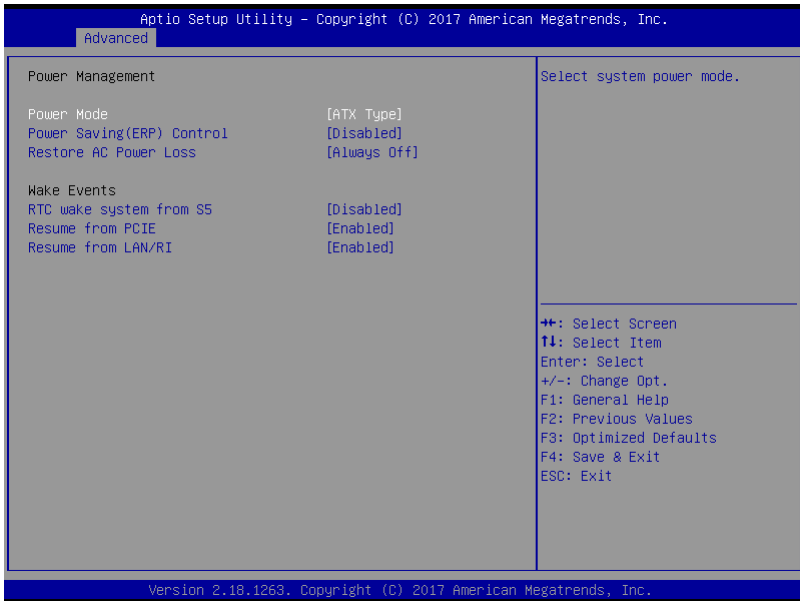 Aptio Setup Utility – Copyright (C) 2017 American Megatrends, Inc.
Advanced
Power Management
Select system power mode.
Power Mode [ATX Type]
Power Saving(ERP) Control [Disabled]
Restore AC Power Loss [Always Off]
Wake Events
RTC wake system from S5 [Disabled]
Resume from PCIE [Enabled]
Resume from LAN/RI [Enabled]
→←: Select Screen
↑↓: Select Item
Enter: Select
+/-: Change Opt.
F1: General Help
F2: Previous Values
F3: Optimized Defaults
F4: Save & Exit
ESC: Exit
Version 2.18.1263. Copyright (C) 2017 American Megatrends, Inc.